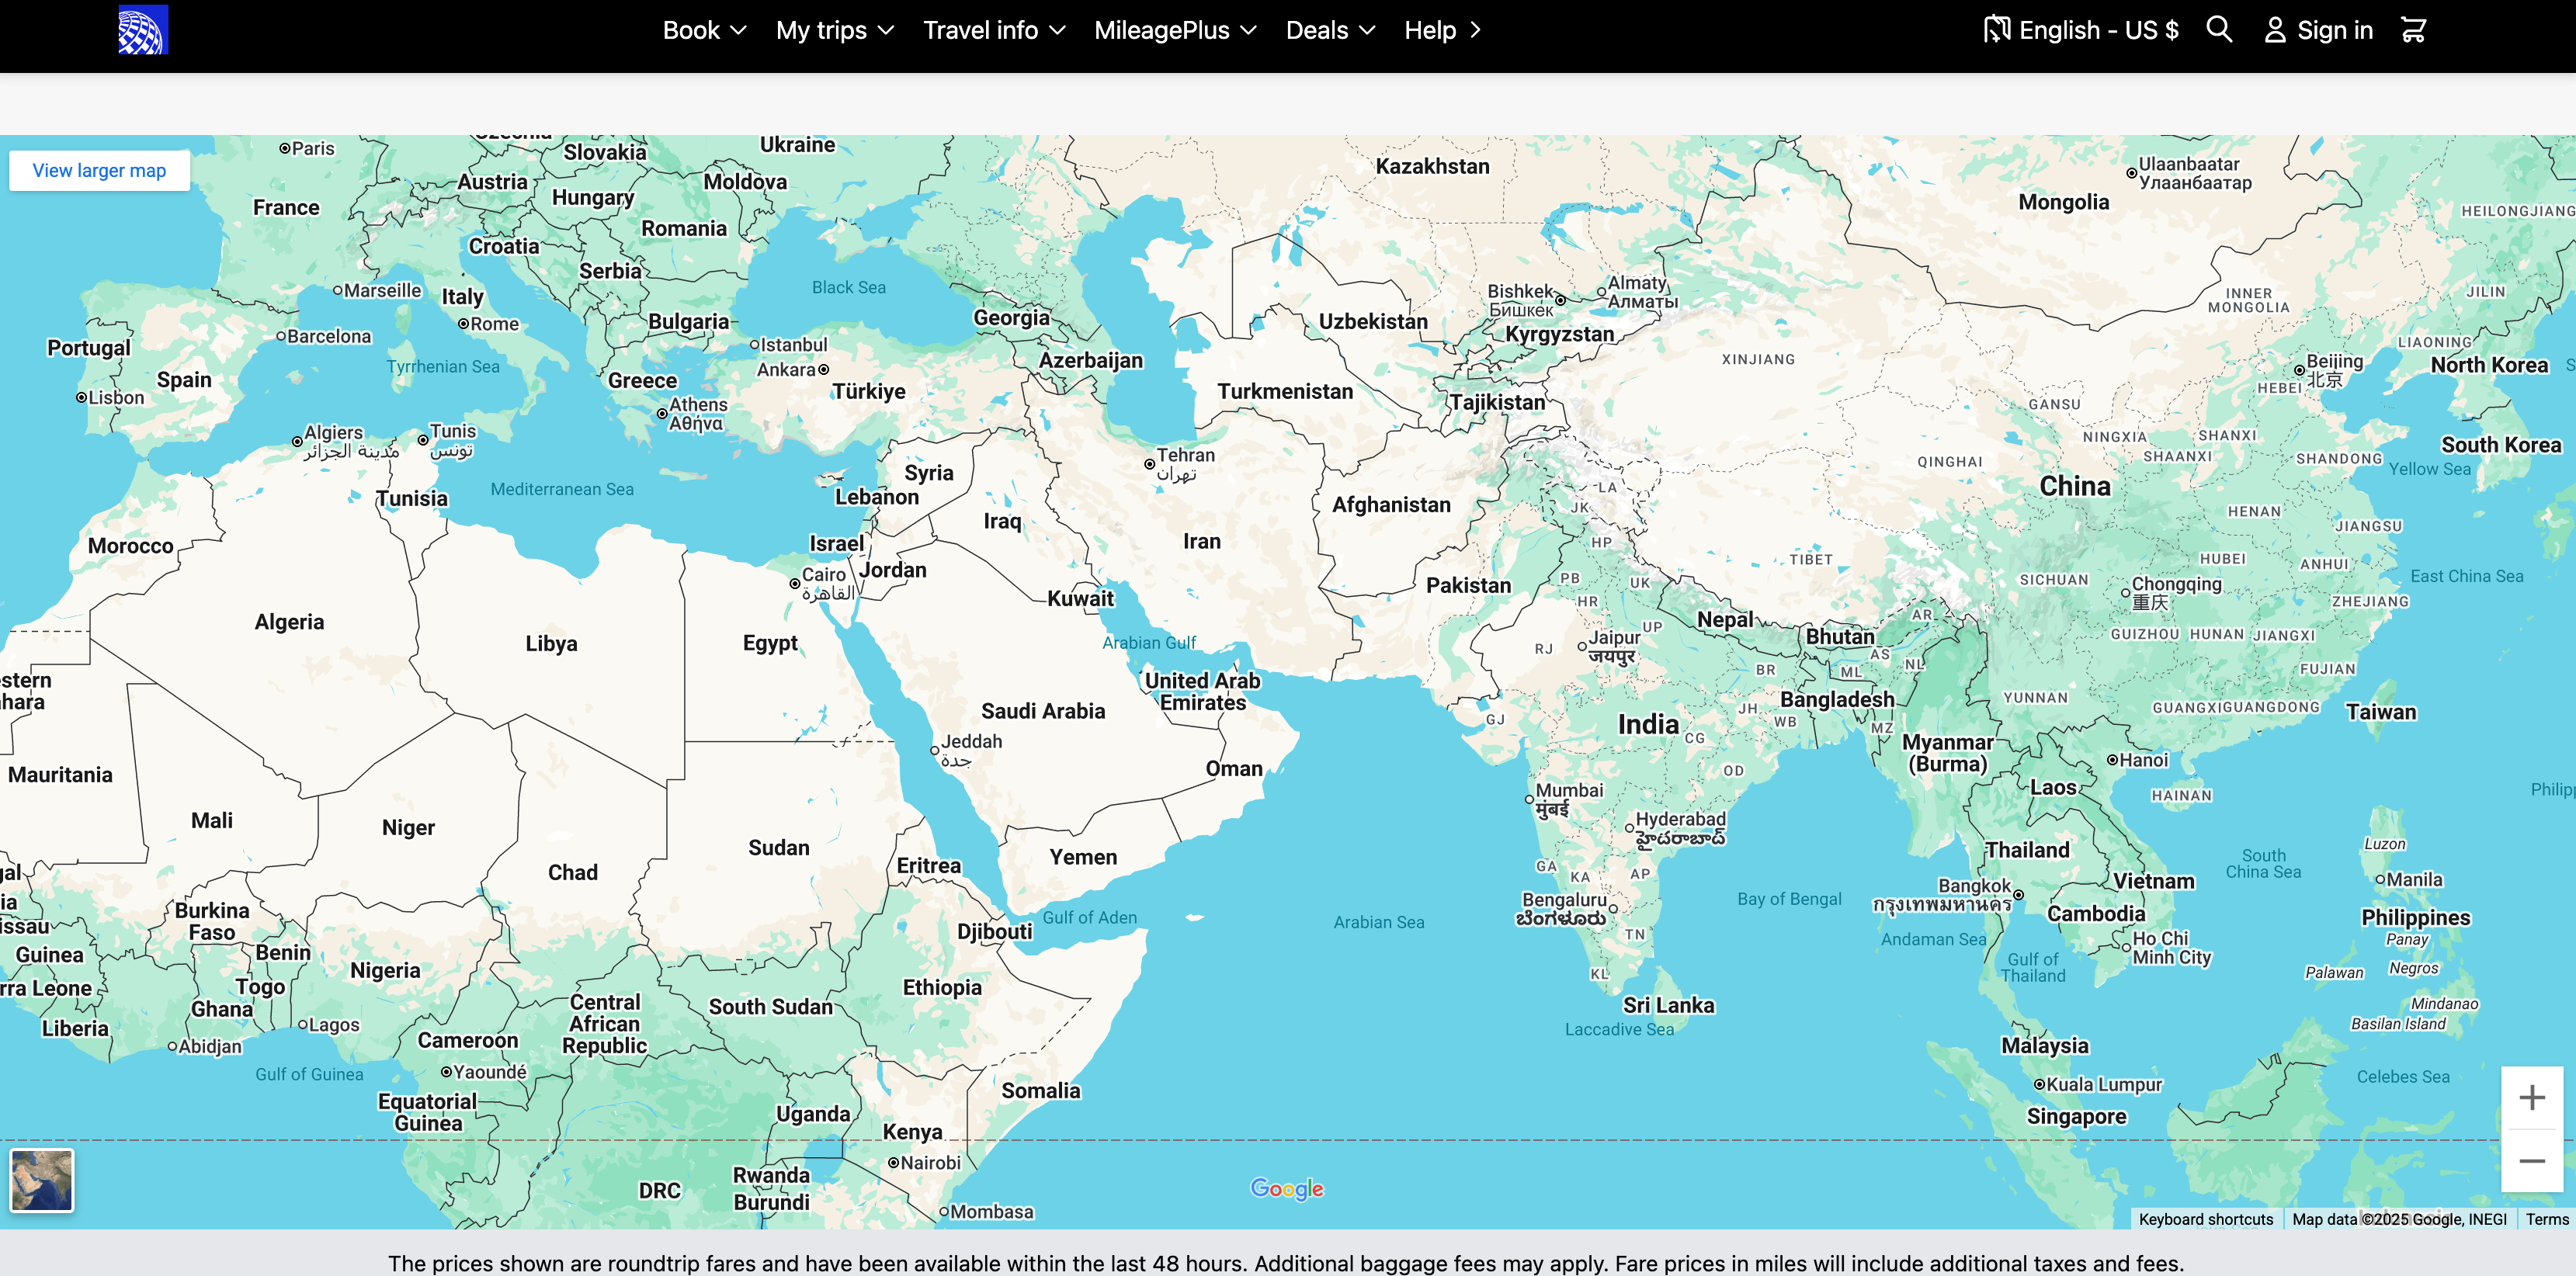 Book
My trips
Travel info
MileagePlus
Deals
Help
English - US $
Sign in
View larger map
Paris
Slovakia
Ukraine
Kazakhstan
Ulaanbaatar
Улаанбаатар
Austria
Moldova
Hungary
France
Mongolia
HEILONGJIANG
Romania
Croatia
Serbia
Black Sea
Marseille
Italy
Bishkek
Бишкек
Almaty
Алматы
INNER
MONGOLIA
JILIN
Rome
Bulgaria
Georgia
Uzbekistan
Kyrgyzstan
Barcelona
Istanbul
LIAONING
Portugal
Tyrrhenian Sea
Ankara
Azerbaijan
XINJIANG
Beijing
北京
North Korea
Spain
Greece
Türkiye
Turkmenistan
Tajikistan
HEBEI
Lisbon
Athens
Αθήνα
GANSU
Algiers
مدينة الجزائر
Tunis
تونس
NINGXIA
SHANXI
South Korea
Tehran
تهران
QINGHAI
SHAANXI
SHANDONG
Yellow Sea
Syria
Tunisia
Mediterranean Sea
Lebanon
LA
China
Iraq
Afghanistan
JK
HENAN
JIANGSU
Morocco
Israel
Iran
HP
TIBET
HUBEI
ANHUI
Cairo
القاهرة
Jordan
Pakistan
PB
UK
SICHUAN
Chongqing
重庆
East China Sea
Kuwait
HR
ZHEJIANG
Algeria
Nepal
UP
Bhutan
AR
GUIZHOU
HUNAN
JIANGXI
Libya
Egypt
Arabian Gulf
RJ
Jaipur
जयपुर
AS
NL
BR
ML
FUJIAN
stern
hara
United Arab
Emirates
Bangladesh
YUNNAN
Saudi Arabia
GJ
India
JH
WB
MZ
GUANGXI
GUANGDONG
Taiwan
CG
Jeddah
جدة
Myanmar
(Burma)
Hanoi
Mauritania
Oman
OD
Laos
HAINAN
Philipp
Mumbai
मुंबई
Mali
Niger
Hyderabad
హైదరాబాద్
Sudan
Yemen
Thailand
Luzon
South
China Sea
Chad
Eritrea
GA
KA
AP
Vietnam
Manila
gal
ia
issau
Burkina
Faso
Bengaluru
ಬೆಂಗಳೂರು
Bay of Bengal
Bangkok
กรุงเทพมหานคร
Gulf of Aden
Arabian Sea
Cambodia
Philippines
Djibouti
TN
Andaman Sea
Ho Chi
Minh City
Panay
Guinea
Benin
Nigeria
KL
Gulf of
Thailand
Palawan
Negros
rra Leone
Togo
Ethiopia
Ghana
Central
African
Republic
South Sudan
Sri Lanka
Mindanao
Liberia
Lagos
Laccadive Sea
Basilan Island
Abidjan
Cameroon
Malaysia
Gulf of Guinea
Yaoundé
Somalia
Kuala Lumpur
Celebes Sea
Equatorial
Guinea
Uganda
Singapore
Kenya
Nairobi
Rwanda
DRC
Burundi
Mombasa
Google
Keyboard shortcuts
Map data ©2025 Google, INEGI
Terms
The prices shown are roundtrip fares and have been available within the last 48 hours. Additional baggage fees may apply. Fare prices in miles will include additional taxes and fees.